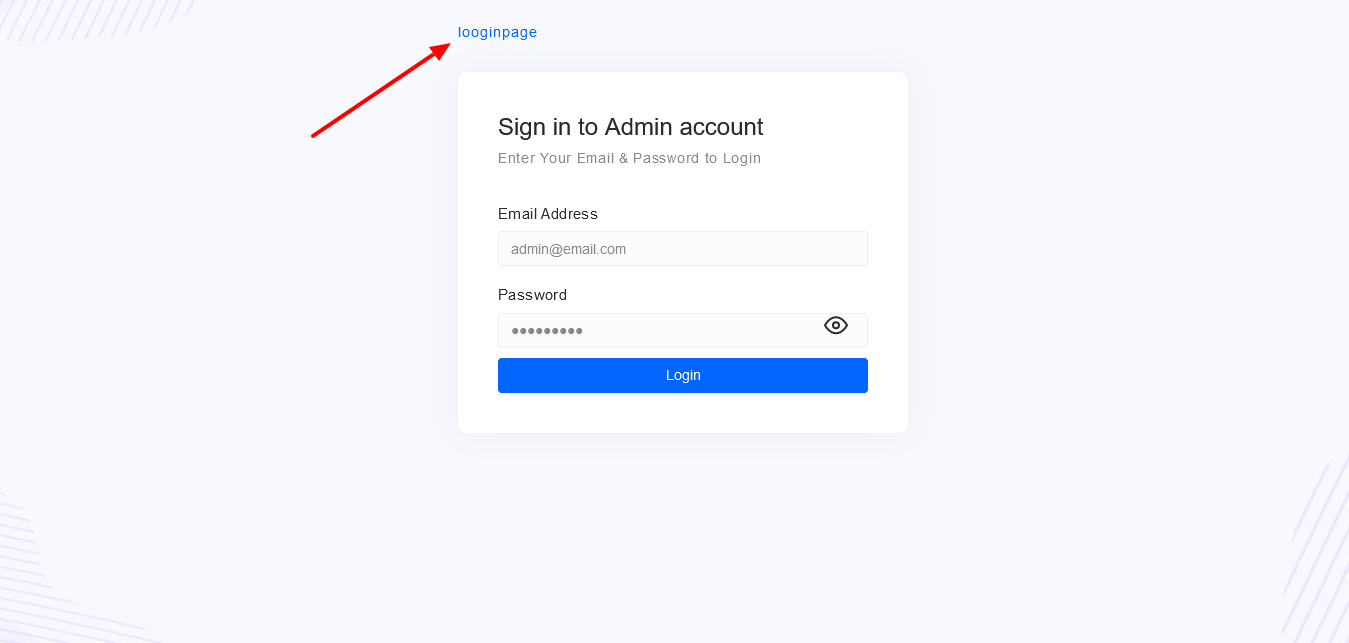 looginpage
Sign in to Admin account
Enter Your Email & Password to Login
Email Address
admin@email.com
Password
●●●●●●●●●
Login